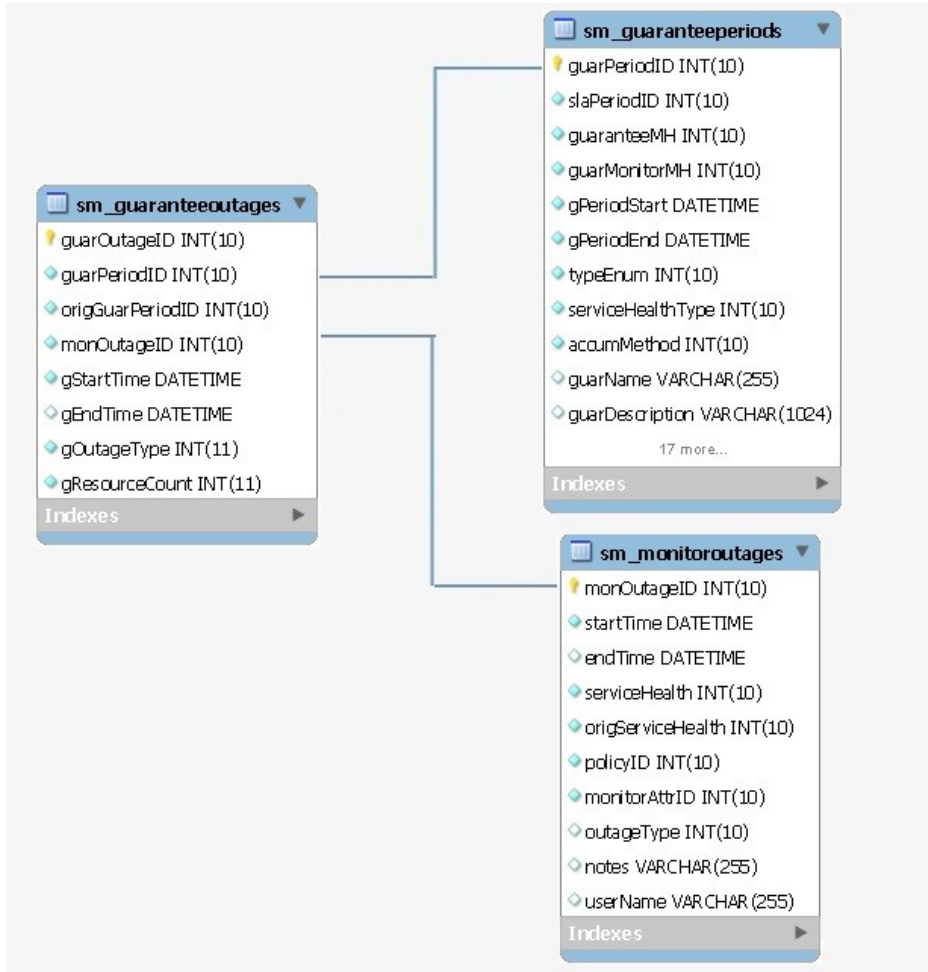 sm_guaranteeperiods
guarPeriodID INT(10)
slaPeriodID INT(10)
guaranteeMH INT(10)
guarMonitorMH INT(10)
gPeriodStart DATETIME
gPeriodEnd DATETIME
typeEnum INT(10)
serviceHealthType INT(10)
accumMethod INT(10)
guarName VARCHAR(255)
guarDescription VARCHAR(1024)
17 more...
Indexes
sm_guaranteeoutages
guarOutageID INT(10)
guarPeriodID INT(10)
origGuarPeriodID INT(10)
monOutageID INT(10)
gStartTime DATETIME
gEndTime DATETIME
gOutageType INT(11)
gResourceCount INT(11)
Indexes
sm_monitoroutages
monOutageID INT(10)
startTime DATETIME
endTime DATETIME
serviceHealth INT(10)
origServiceHealth INT(10)
policyID INT(10)
monitorAttrID INT(10)
outageType INT(10)
notes VARCHAR(255)
userName VARCHAR(255)
Indexes